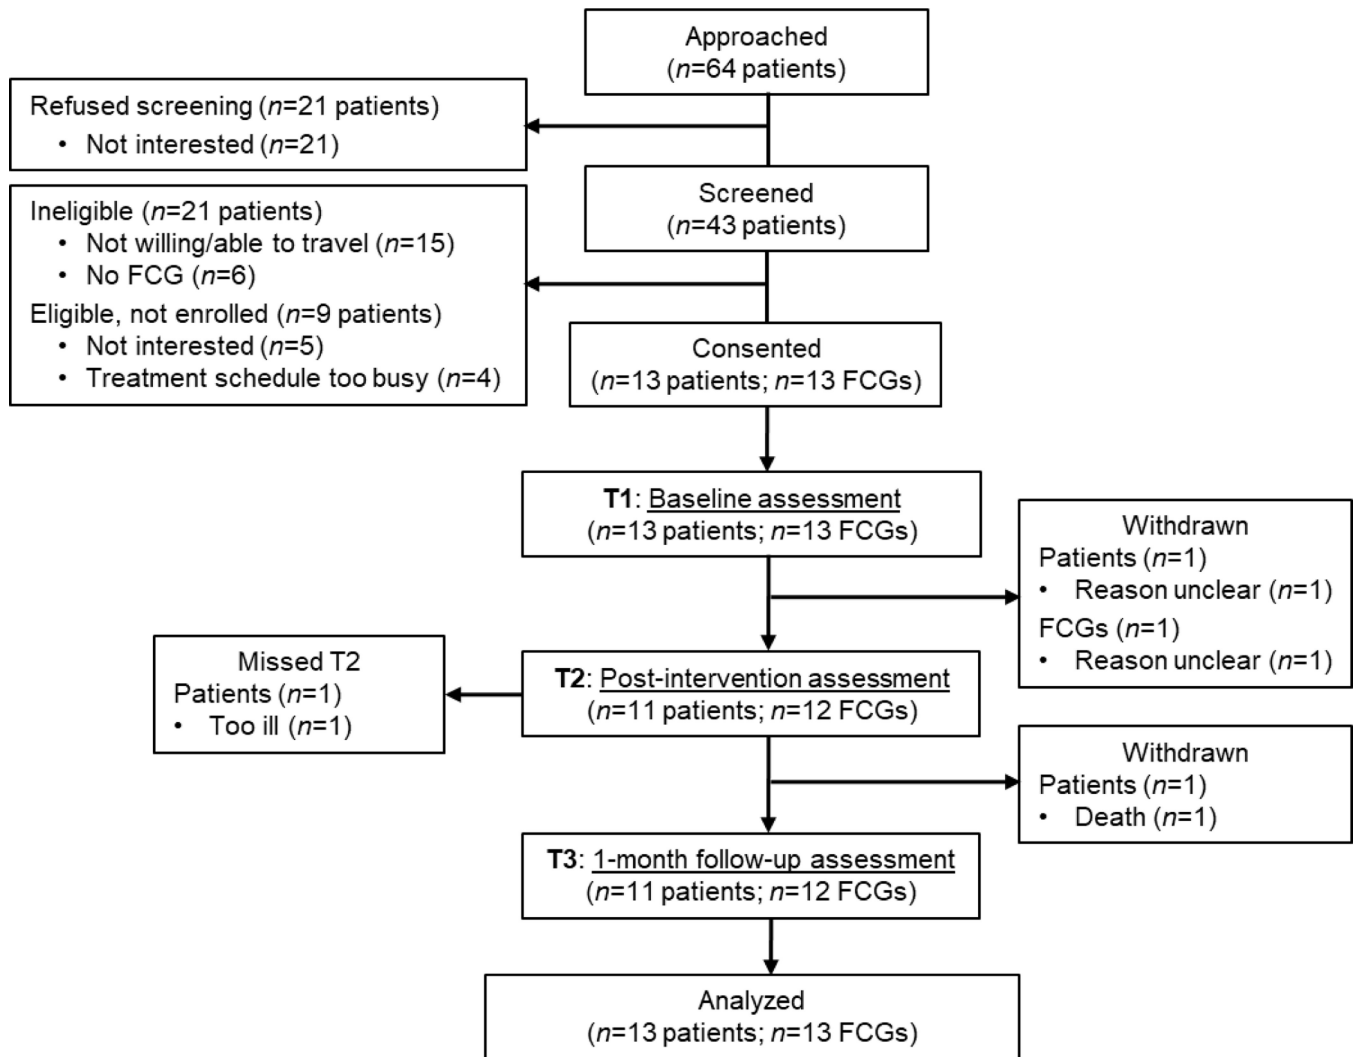 Approached
(n=64 patients)
Refused screening (n=21 patients)
• Not interested (n=21)
Screened
(n=43 patients)
Ineligible (n=21 patients)
• Not willing/able to travel (n=15)
• No FCG (n=6)
Eligible, not enrolled (n=9 patients)
• Not interested (n=5)
• Treatment schedule too busy (n=4)
Consented
(n=13 patients; n=13 FCGs)
T1: Baseline assessment
(n=13 patients; n=13 FCGs)
Withdrawn
Patients (n=1)
• Reason unclear (n=1)
FCGs (n=1)
• Reason unclear (n=1)
Missed T2
Patients (n=1)
• Too ill (n=1)
T2: Post-intervention assessment
(n=11 patients; n=12 FCGs)
Withdrawn
Patients (n=1)
• Death (n=1)
T3: 1-month follow-up assessment
(n=11 patients; n=12 FCGs)
Analyzed
(n=13 patients; n=13 FCGs)